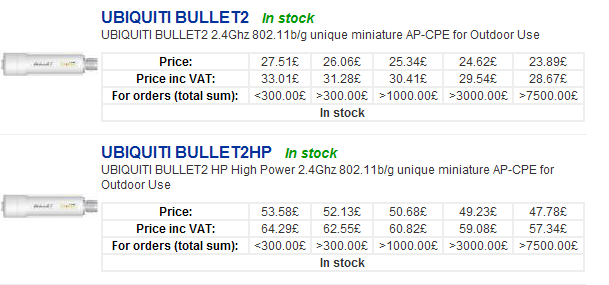 UBIQUITI BULLET2 In stock
UBIQUITI BULLET2 2.4Ghz 802.11b/g unique miniature AP-CPE for Outdoor Use
Price: 27.51£ 26.06£ 25.34£ 24.62£ 23.89£
Price inc VAT: 33.01£ 31.28£ 30.41£ 29.54£ 28.67£
For orders (total sum): <300.00£ >300.00£ >1000.00£ >3000.00£ >7500.00£
In stock
UBIQUITI BULLET2HP In stock
UBIQUITI BULLET2 HP High Power 2.4Ghz 802.11b/g unique miniature AP-CPE for
Outdoor Use
Price: 53.58£ 52.13£ 50.68£ 49.23£ 47.78£
Price inc VAT: 64.29£ 62.55£ 60.82£ 59.08£ 57.34£
For orders (total sum): <300.00£ >300.00£ >1000.00£ >3000.00£ >7500.00£
In stock